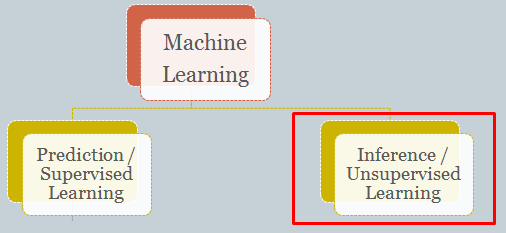 Machine
Learning
Prediction /
Supervised
Learning
Inference /
Unsupervised
Learning